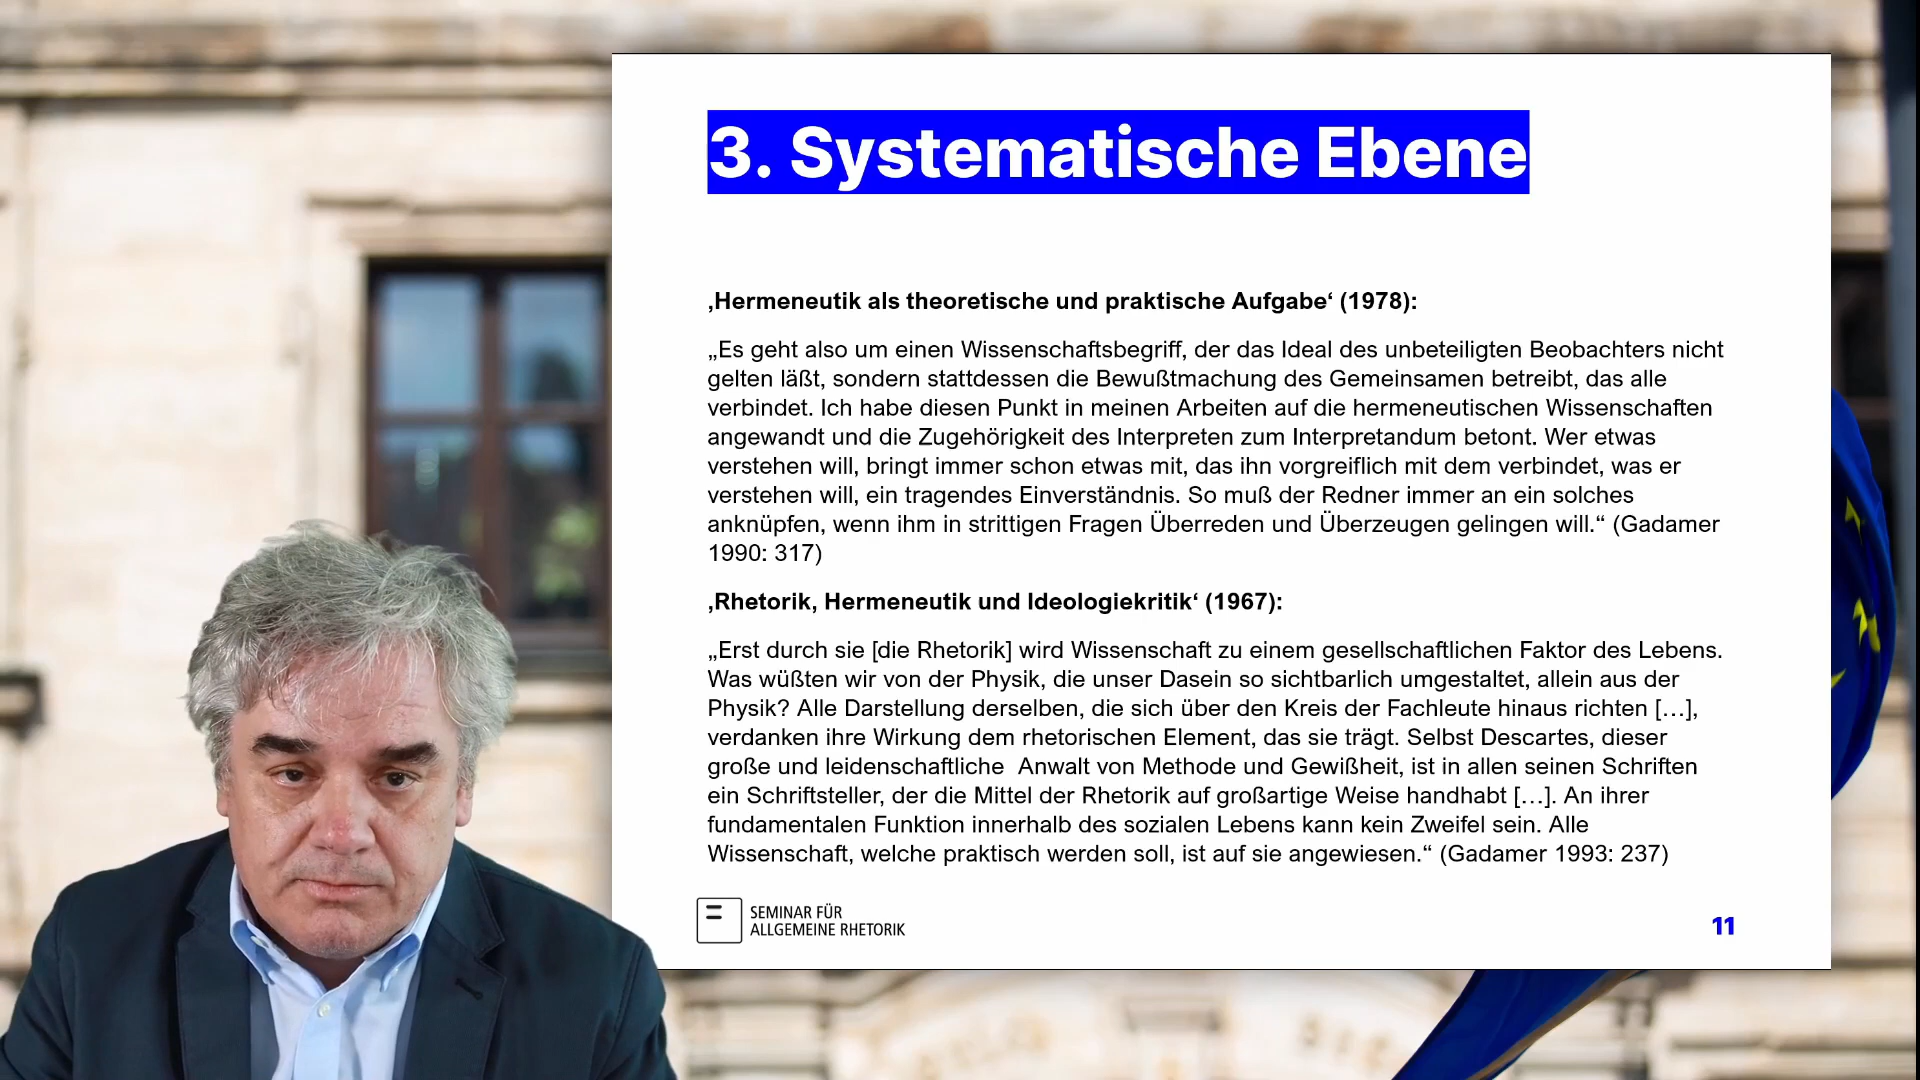 3. Systematische Ebene
‚Hermeneutik als theoretische und praktische Aufgabe‘ (1978):
„Es geht also um einen Wissenschaftsbegriff, der das Ideal des unbeteiligten Beobachters nicht
gelten läßt, sondern stattdessen die Bewußtmachung des Gemeinsamen betreibt, das alle
verbindet. Ich habe diesen Punkt in meinen Arbeiten auf die hermeneutischen Wissenschaften
angewandt und die Zugehörigkeit des Interpreten zum Interpretandum betont. Wer etwas
verstehen will, bringt immer schon etwas mit, das ihn vorgreiflich mit dem verbindet, was er
verstehen will, ein tragendes Einverständnis. So muß der Redner immer an ein solches
anknüpfen, wenn ihm in strittigen Fragen Überreden und Überzeugen gelingen will.“ (Gadamer
1990: 317)
‚Rhetorik, Hermeneutik und Ideologiekritik‘ (1967):
„Erst durch sie [die Rhetorik] wird Wissenschaft zu einem gesellschaftlichen Faktor des Lebens.
Was wüßten wir von der Physik, die unser Dasein so sichtbarlich umgestaltet, allein aus der
Physik? Alle Darstellung derselben, die sich über den Kreis der Fachleute hinaus richten […],
verdanken ihre Wirkung dem rhetorischen Element, das sie trägt. Selbst Descartes, dieser
große und leidenschaftliche  Anwalt von Methode und Gewißheit, ist in allen seinen Schriften
ein Schriftsteller, der die Mittel der Rhetorik auf großartige Weise handhabt […]. An ihrer
fundamentalen Funktion innerhalb des sozialen Lebens kann kein Zweifel sein. Alle
Wissenschaft, welche praktisch werden soll, ist auf sie angewiesen.“ (Gadamer 1993: 237)
SEMINAR FÜR
ALLGEMEINE RHETORIK
11